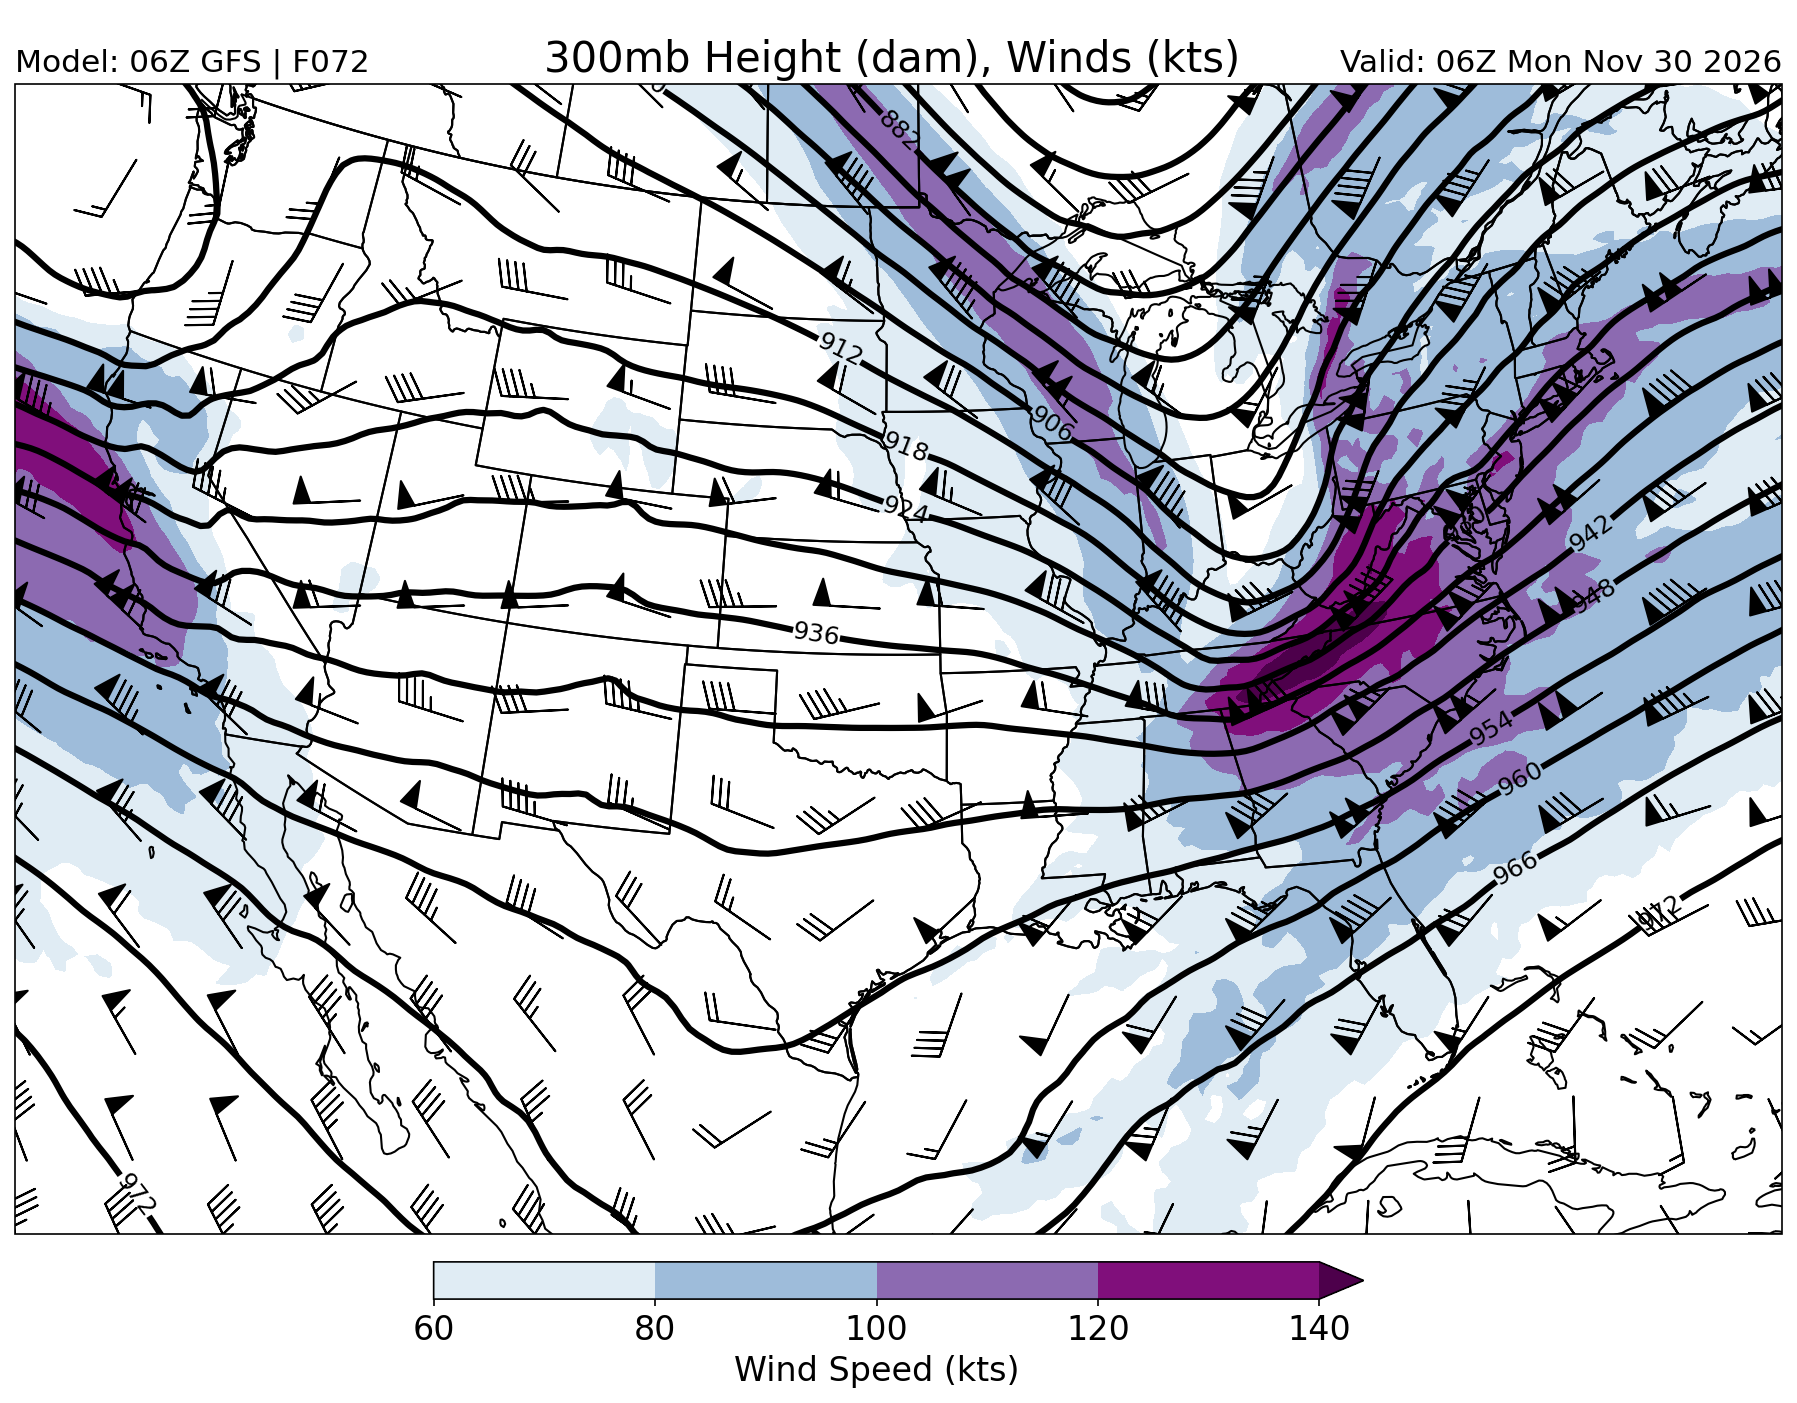 Model: 06Z GFS | F072
300mb Height (dam), Winds (kts)
Valid: 06Z Mon Nov 30 2026
882
912
906
918
924
942
948
936
954
960
966
972
972
60 80 100 120 140
Wind Speed (kts)